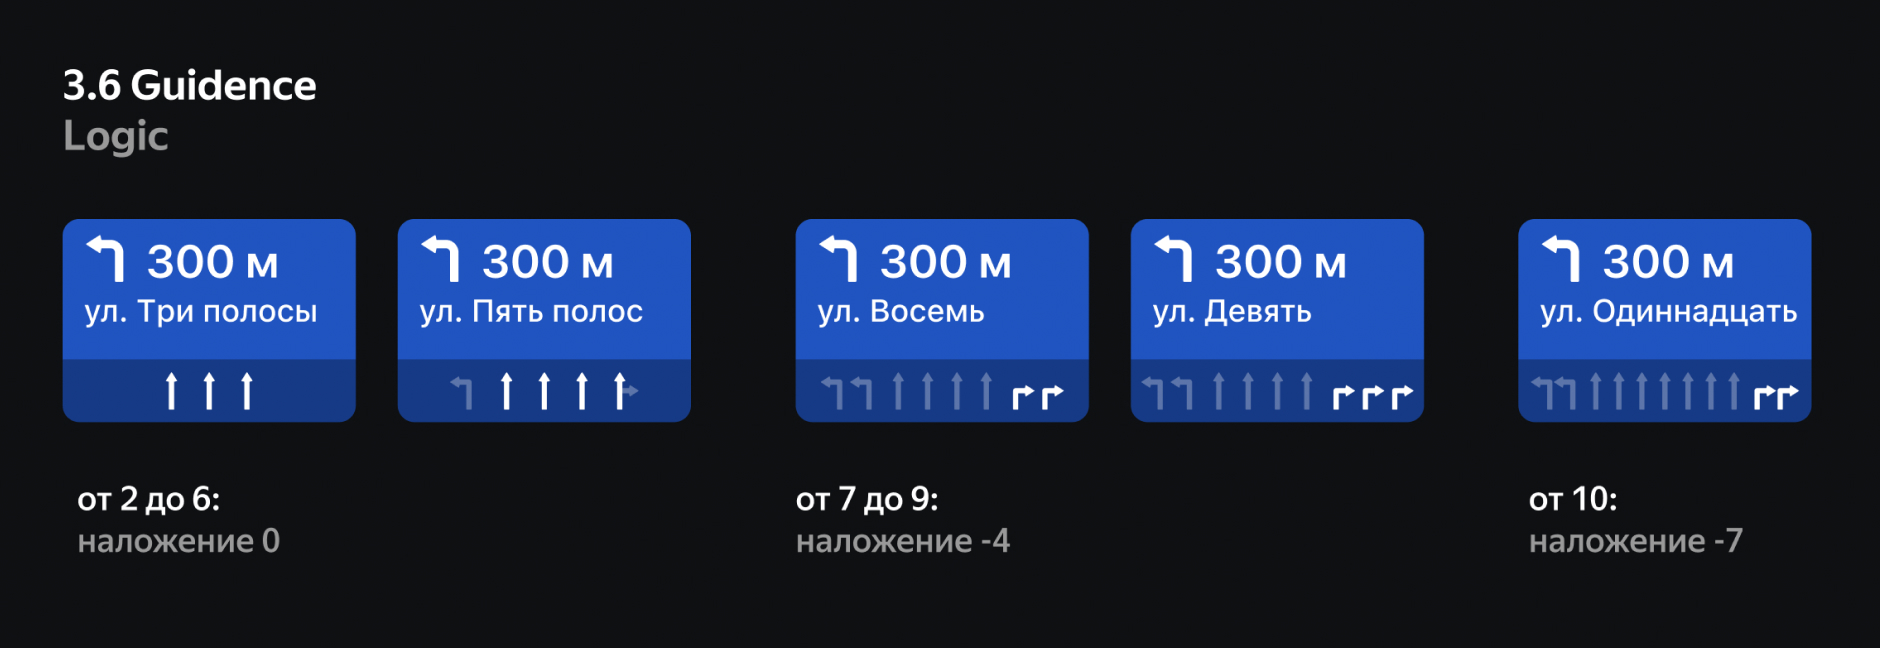 3.6 Guidence
Logic
300 м
ул. Три полосы
300 м
ул. Пять полос
300 м
ул. Восемь
300 м
ул. Девять
300 м
ул. Одиннадцать
от 2 до 6:
наложение 0
от 7 до 9:
наложение -4
от 10:
наложение -7